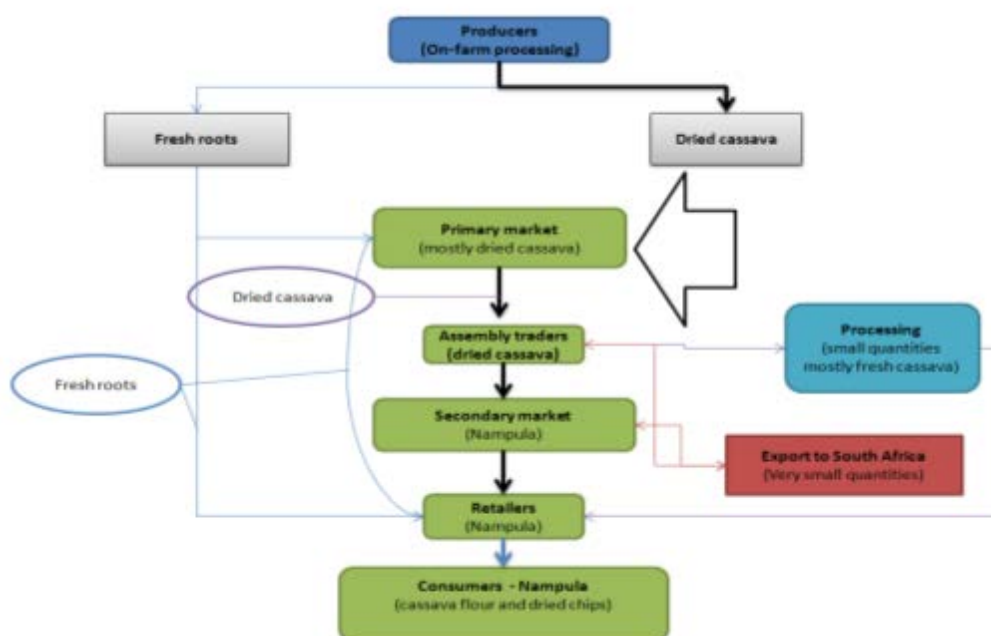 Producers
(On-farm processing)
Fresh roots
Dried cassava
Primary market
(mostly dried cassava)
Dried cassava
Assembly traders
(dried cassava)
Processing
(small quantities
mostly fresh cassava)
Fresh roots
Secondary market
(Nampula)
Export to South Africa
(Very small quantities)
Retailers
(Nampula)
Consumers - Nampula
(cassava flour and dried chips)